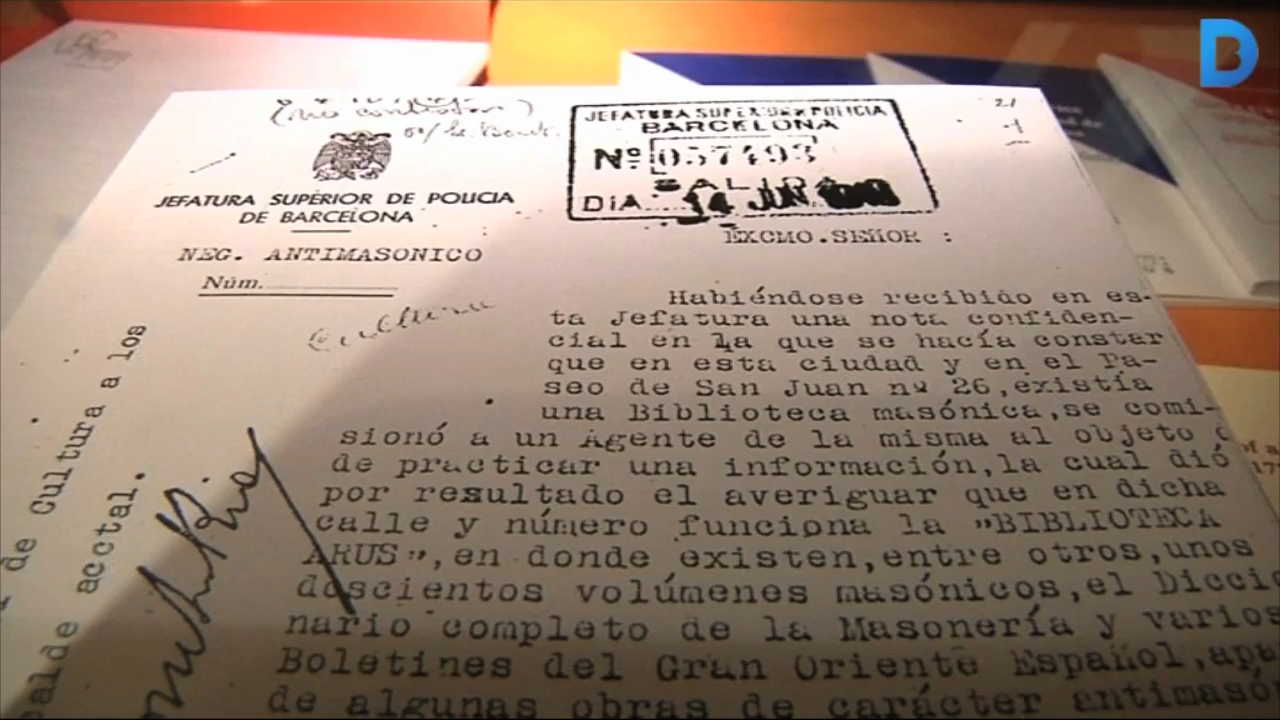 JEFATURA SUPERIOR DE POLICIA
BARCELONA
Nº 057493
SALIDA
DIA 14 JUN
JEFATURA SUPERIOR DE POLICIA
DE BARCELONA
NEG. ANTIMASONICO
Núm.
Cultura
EXCMO.SEÑOR :
Habiéndose recibido en es-
ta Jefatura una nota confiden-
cial en la que se hacía constar
que en esta ciudad y en el Pa-
seo de San Juan nº 26,existía
una Biblioteca masónica,se comi-
sionó a un Agente de la misma al objeto
de practicar una información,la cual dió
por resultado el averiguar que en dicha
calle y número funciona la "BIBLIOTECA
ARUS",en donde existen,entre otros,unos
doscientos volúmenes masónicos,el Diccio
nario completo de la Masonería y varios
Boletines del Gran Oriente Español,apa
de algunas obras de carácter antimasó
de Cultura a los
alde acctal.